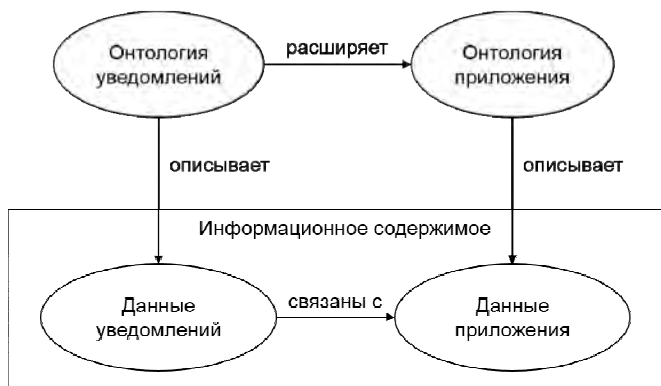 Онтология
уведомлений
расширяет
Онтология
приложения
описывает
описывает
Информационное содержимое
Данные
уведомлений
связаны с
Данные
приложения